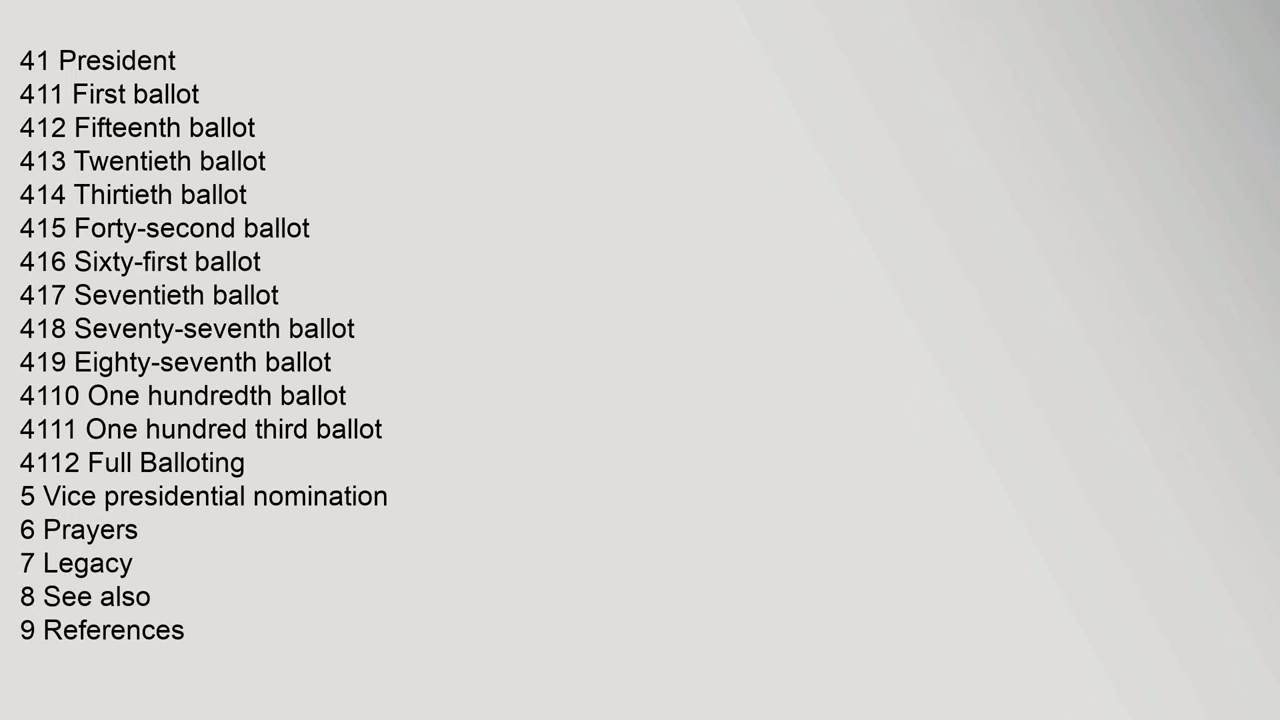 41 President
411 First ballot
412 Fifteenth ballot
413 Twentieth ballot
414 Thirtieth ballot
415 Forty-second ballot
416 Sixty-first ballot
417 Seventieth ballot
418 Seventy-seventh ballot
419 Eighty-seventh ballot
4110 One hundredth ballot
4111 One hundred third ballot
4112 Full Balloting
5 Vice presidential nomination
6 Prayers
7 Legacy
8 See also
9 References